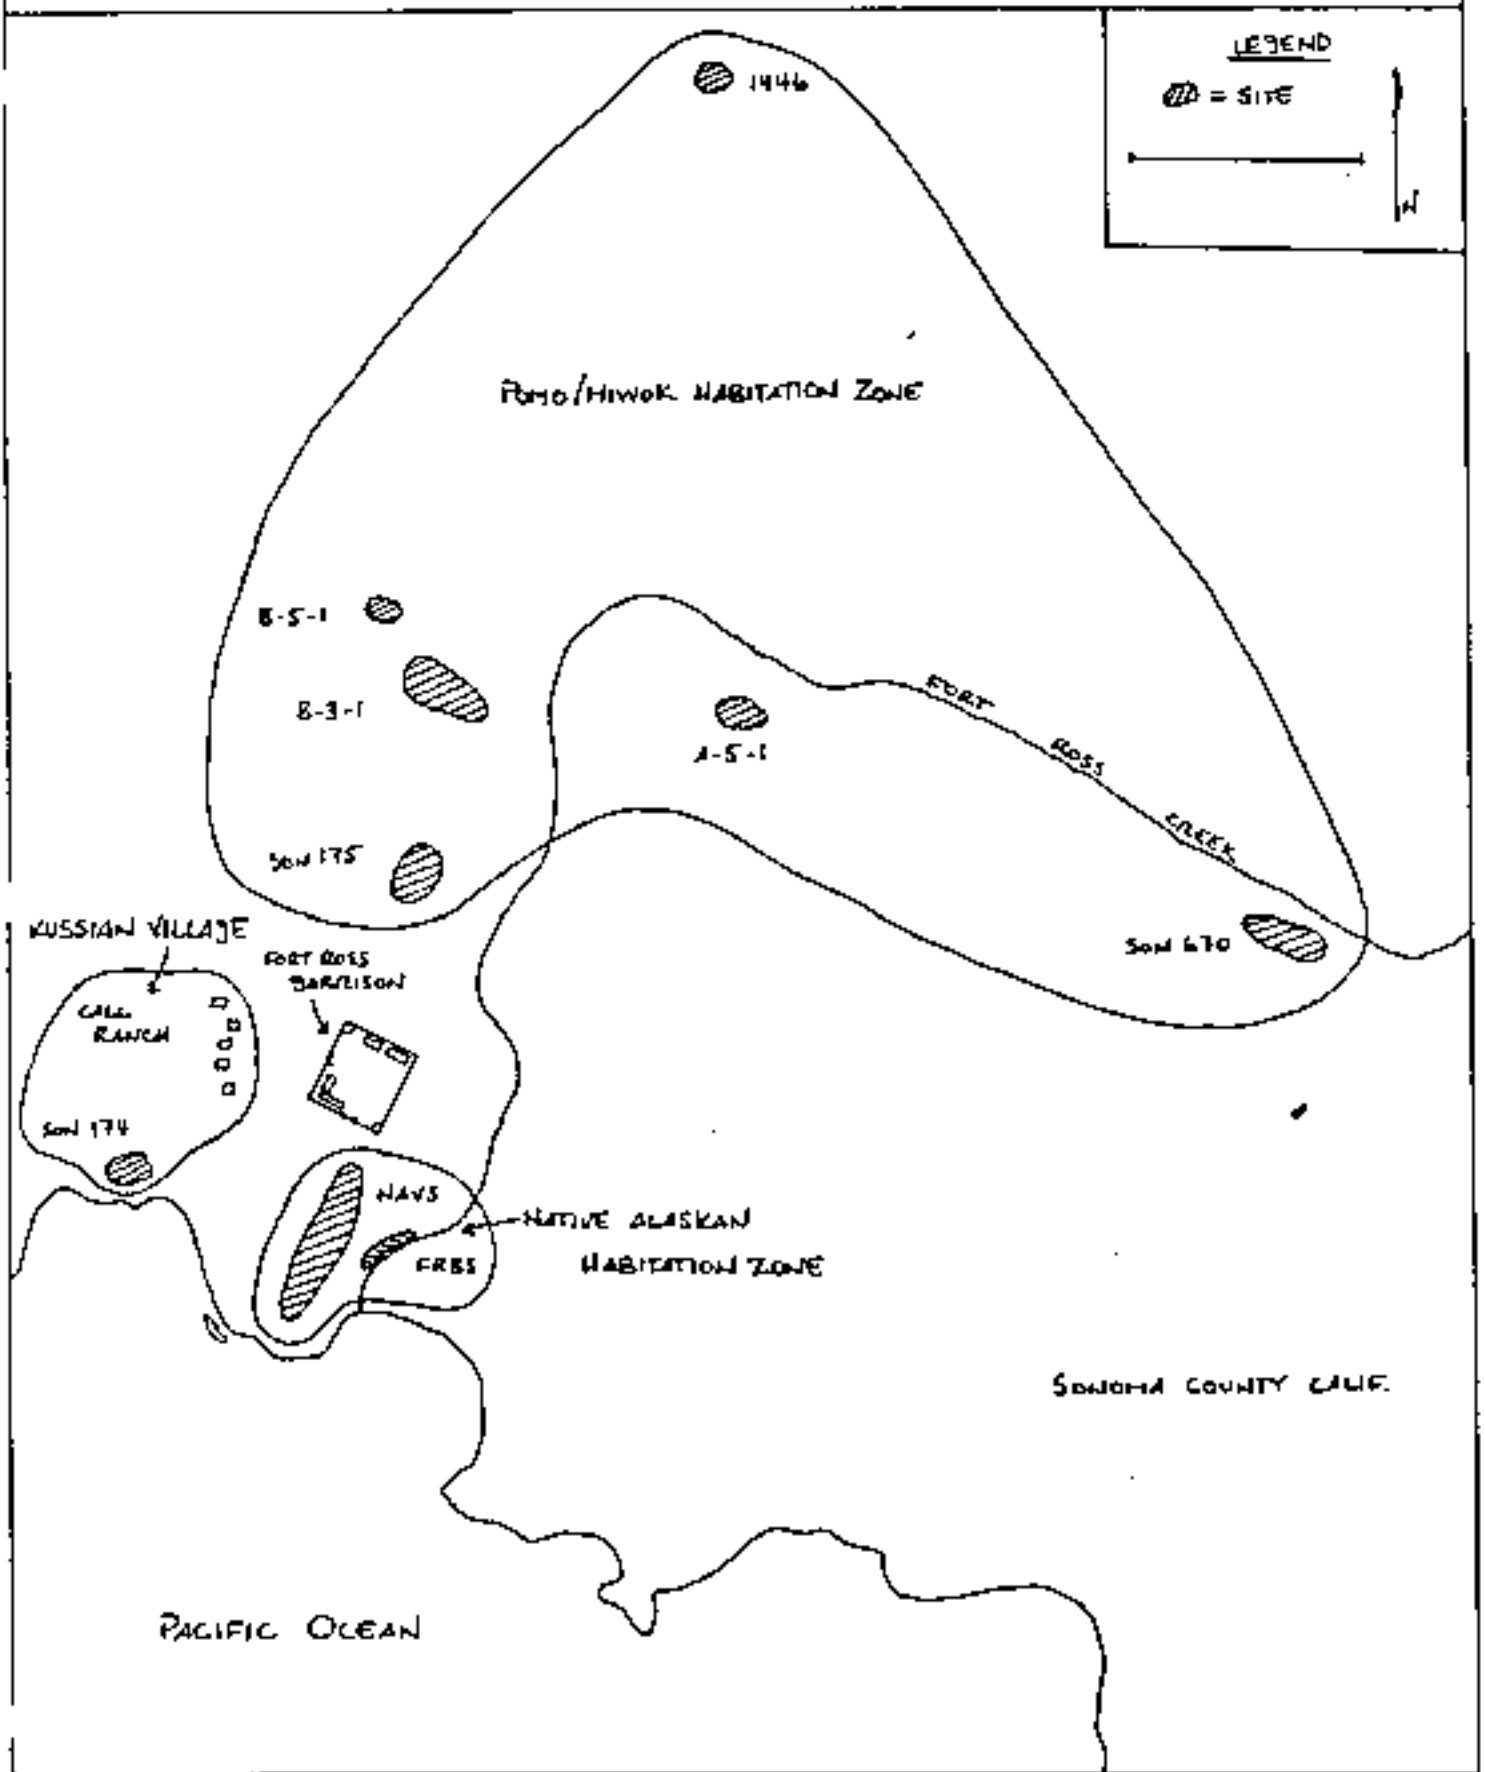 LEGEND
= SITE
N
1446
POMO/MIWOK HABITATION ZONE
B-5-1
B-3-1
A-5-1
FORT
ROSS
CREEK
SON 175
SON 670
RUSSIAN VILLAGE
FORT ROSS
GARRISON
CALL
RANCH
SON 174
NAVS
NATIVE ALASKAN
FRBS
HABITATION ZONE
SONOMA COUNTY CALIF.
PACIFIC OCEAN